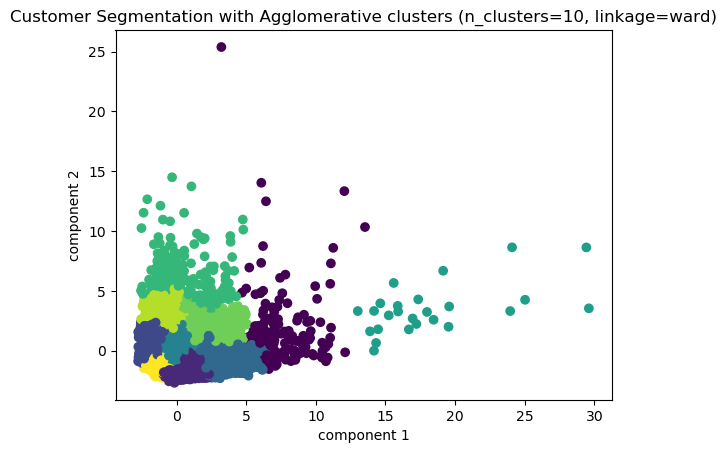 Customer Segmentation with Agglomerative clusters (n_clusters=10, linkage=ward)
25
20
15
10
5
0
component 2
0 5 10 15 20 25 30
component 1